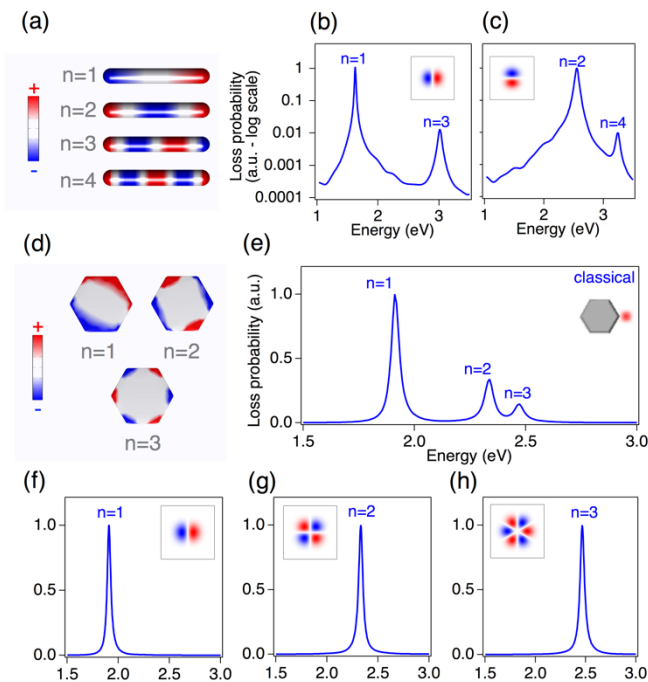 (a)
n=1
n=2
n=3
n=4
+
-
(b)
n=1
n=3
Loss probability
(a.u. - log scale)
1
0.1
0.01
0.001
0.0001
1
2
3
Energy (eV)
(c)
n=2
n=4
1
2
3
Energy (eV)
(d)
+
-
n=1
n=2
n=3
(e)
classical
n=1
n=2
n=3
Loss probability (a.u.)
1.0
0.5
0.0
1.5
2.0
2.5
3.0
Energy (eV)
(f)
n=1
1.0
0.5
0.0
1.5
2.0
2.5
3.0
(g)
n=2
1.0
0.5
0.0
1.5
2.0
2.5
3.0
(h)
n=3
1.0
0.5
0.0
1.5
2.0
2.5
3.0